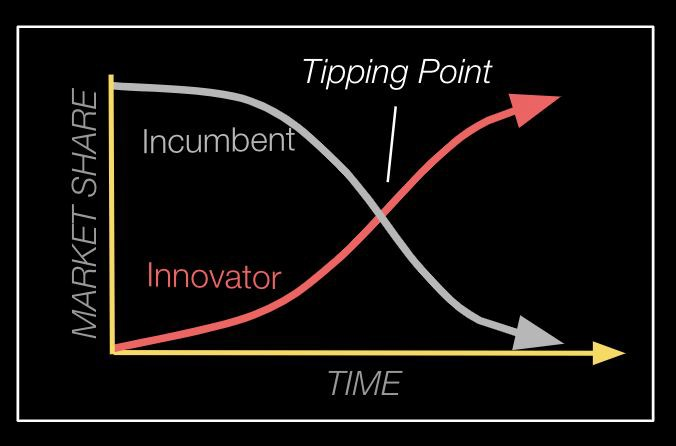 Tipping Point
Incumbent
MARKET SHARE
Innovator
TIME